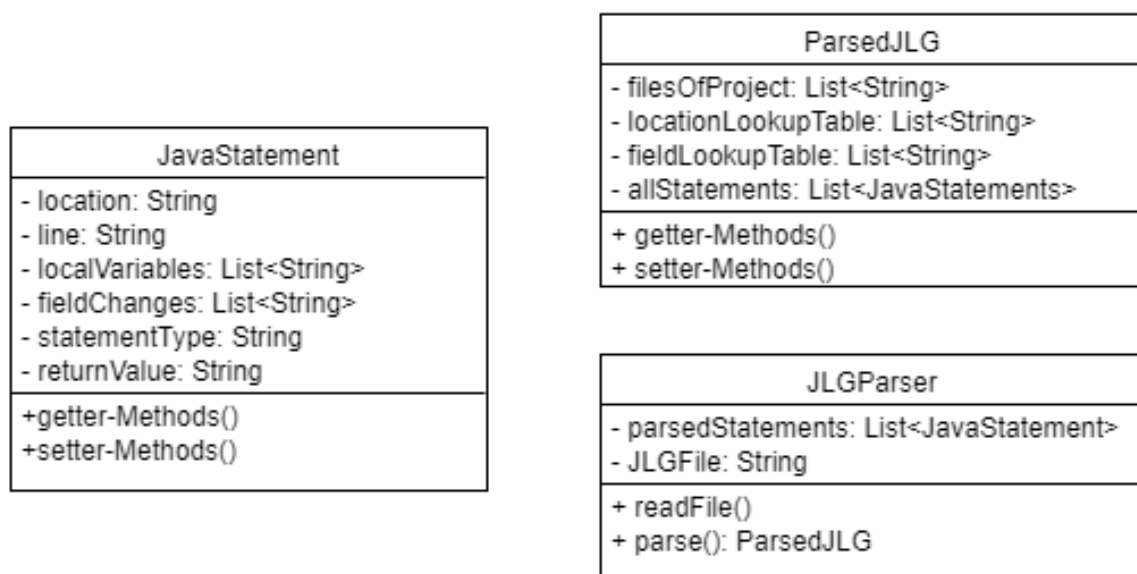 JavaStatement
- location: String
- line: String
- localVariables: List<String>
- fieldChanges: List<String>
- statementType: String
- returnValue: String
+getter-Methods()
+setter-Methods()
ParsedJLG
- filesOfProject: List<String>
- locationLookupTable: List<String>
- fieldLookupTable: List<String>
- allStatements: List<JavaStatements>
+ getter-Methods()
+ setter-Methods()
JLGParser
- parsedStatements: List<JavaStatement>
- JLGFile: String
+ readFile()
+ parse(): ParsedJLG